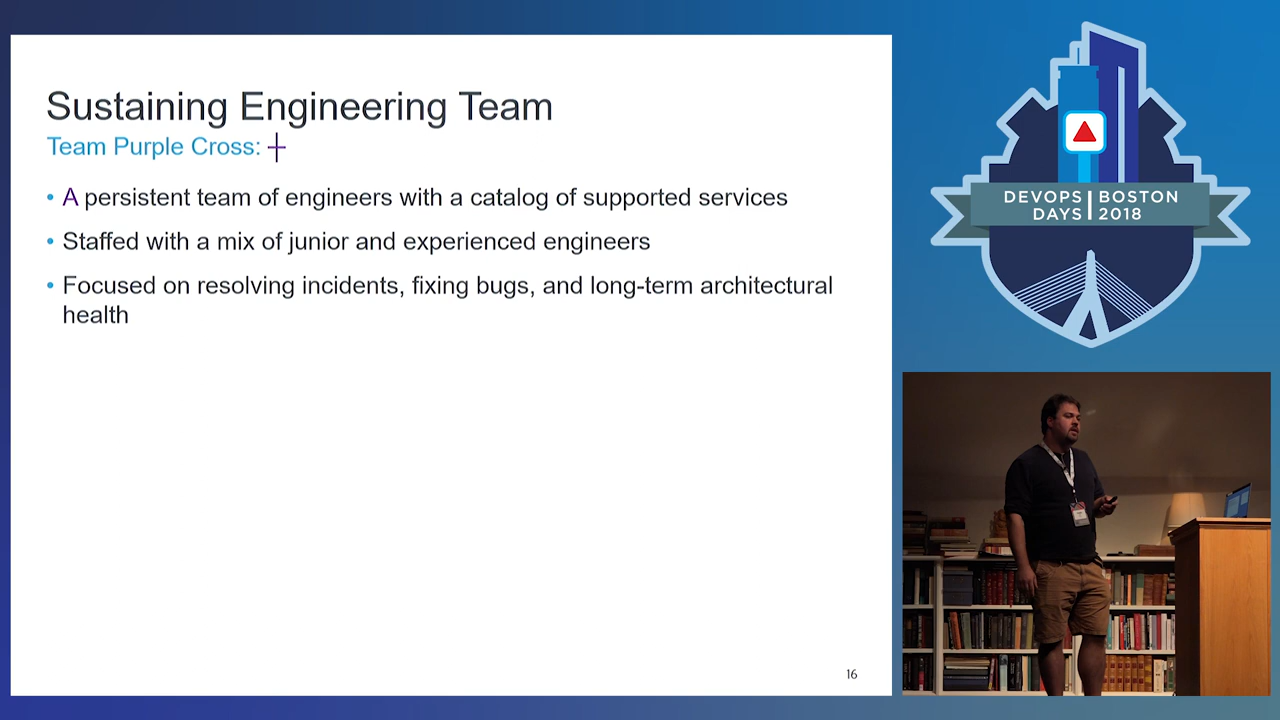 Sustaining Engineering Team
Team Purple Cross:
• A persistent team of engineers with a catalog of supported services
• Staffed with a mix of junior and experienced engineers
• Focused on resolving incidents, fixing bugs, and long-term architectural
health
16
DEVOPS DAYS | BOSTON 2018